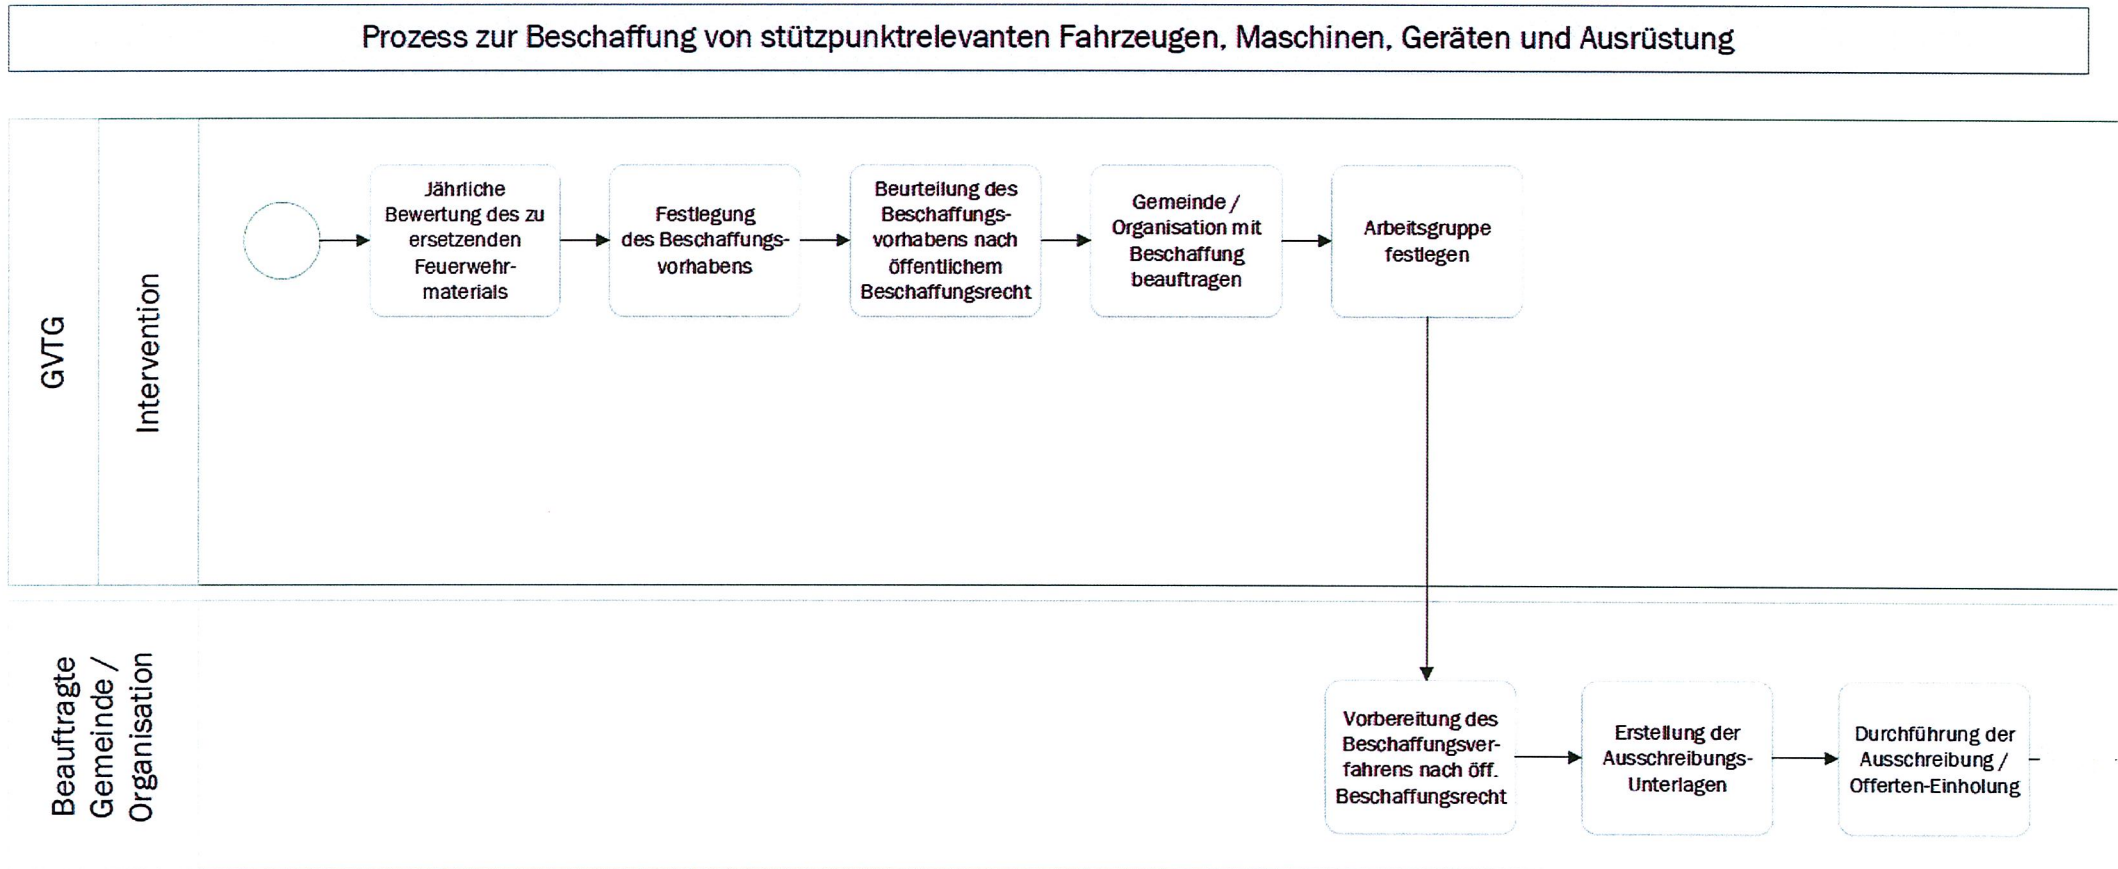 Prozess zur Beschaffung von stützpunktrelevanten Fahrzeugen, Maschinen, Geräten und Ausrüstung
GVTG
Intervention
Jährliche
Bewertung des zu
ersetzenden
Feuerwehr-
materials
Festlegung
des Beschaffungs-
vorhabens
Beurteilung des
Beschaffungs-
vorhabens nach
öffentlichem
Beschaffungsrecht
Gemeinde /
Organisation mit
Beschaffung
beauftragen
Arbeitsgruppe
festlegen
Beauftragte
Gemeinde /
Organisation
Vorbereitung des
Beschaffungsver-
fahrens nach öff.
Beschaffungsrecht
Erstellung der
Ausschreibungs-
Unterlagen
Durchführung der
Ausschreibung /
Offerten-Einholung